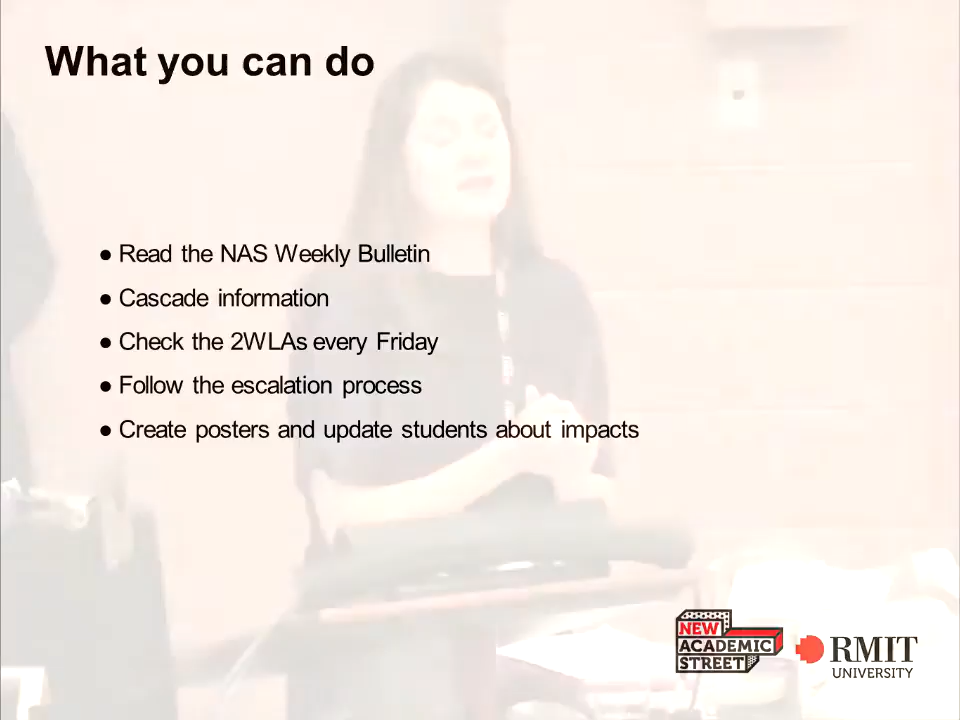 What you can do
● Read the NAS Weekly Bulletin
● Cascade information
● Check the 2WLAs every Friday
● Follow the escalation process
● Create posters and update students about impacts
NEW
ACADEMIC
STREET
RMIT
UNIVERSITY